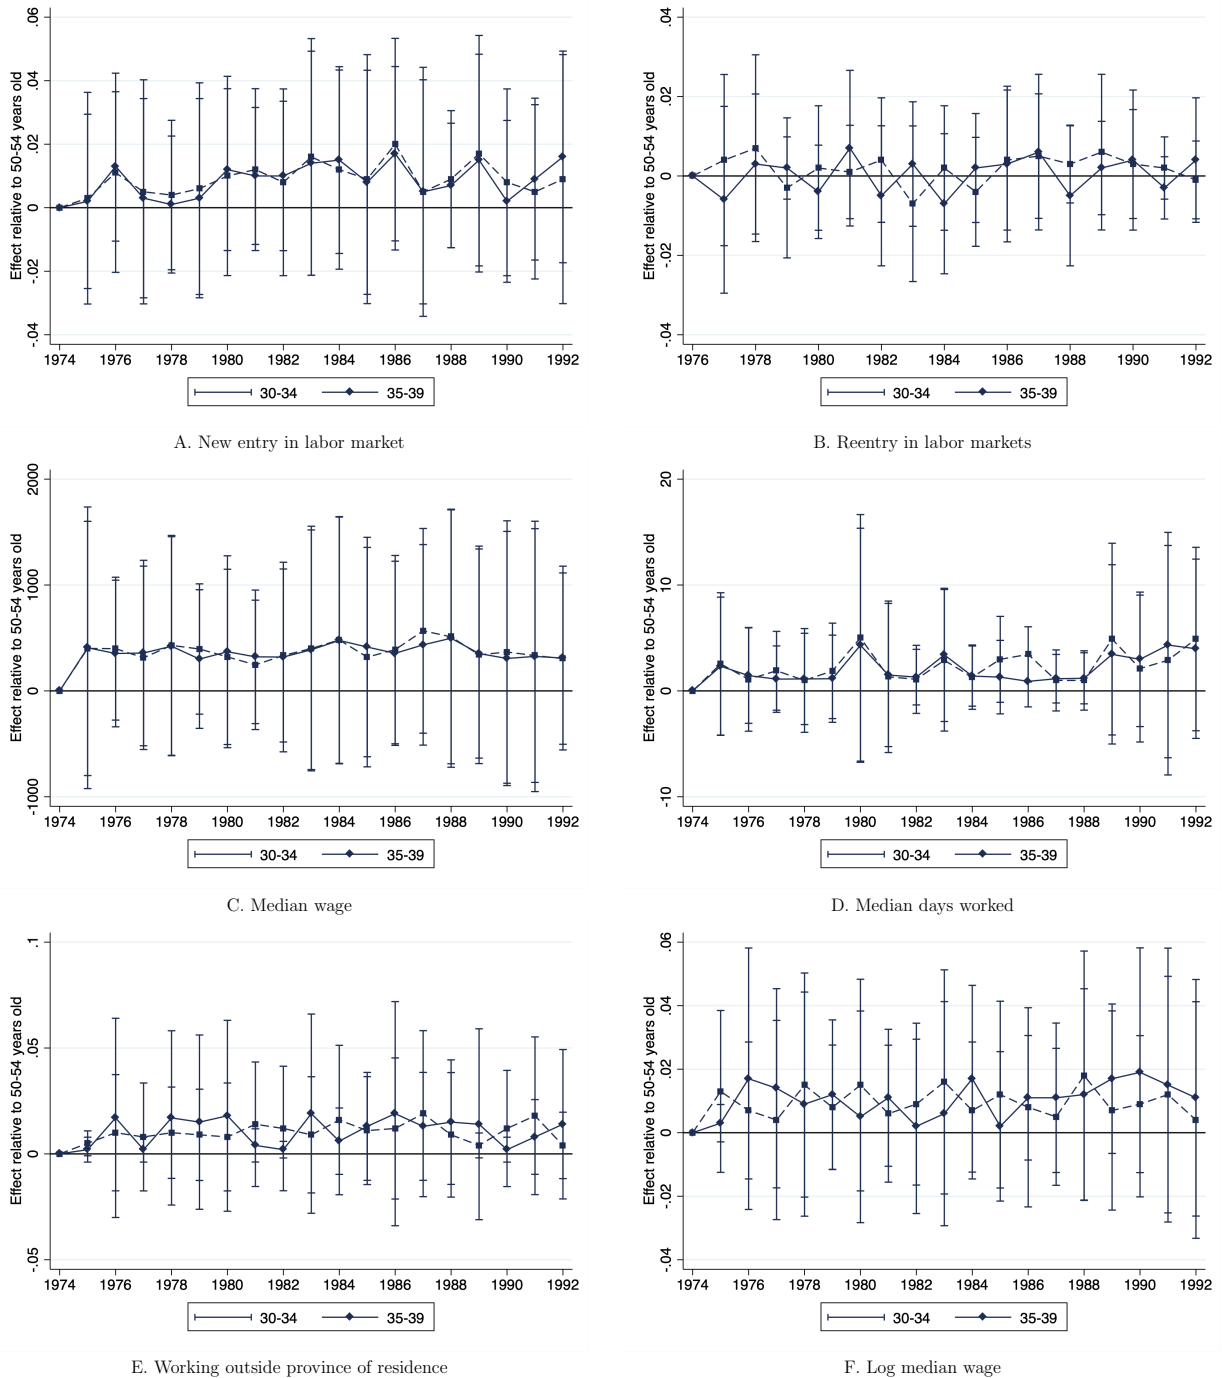 Effect relative to 50-54 years old
.06
.04
.02
0
-.02
-.04
1974 1976 1978 1980 1982 1984 1986 1988 1990 1992
30-34 35-39
A. New entry in labor market
Effect relative to 50-54 years old
.04
.02
0
-.02
-.04
1976 1978 1980 1982 1984 1986 1988 1990 1992
30-34 35-39
B. Reentry in labor markets
Effect relative to 50-54 years old
2000
1000
0
-1000
1974 1976 1978 1980 1982 1984 1986 1988 1990 1992
30-34 35-39
C. Median wage
Effect relative to 50-54 years old
20
10
0
-10
1974 1976 1978 1980 1982 1984 1986 1988 1990 1992
30-34 35-39
D. Median days worked
Effect relative to 50-54 years old
.1
.05
0
-.05
1974 1976 1978 1980 1982 1984 1986 1988 1990 1992
30-34 35-39
E. Working outside province of residence
Effect relative to 50-54 years old
.06
.04
.02
0
-.02
-.04
1974 1976 1978 1980 1982 1984 1986 1988 1990 1992
30-34 35-39
F. Log median wage